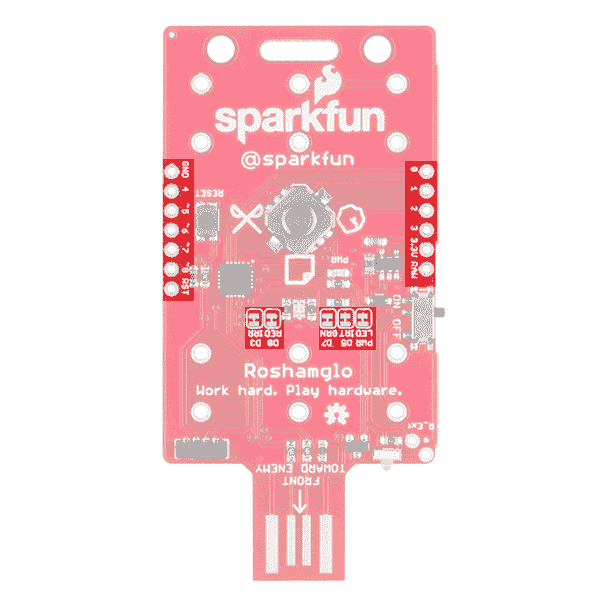 sparkfun
@sparkfun
GND
4
~5
~6
~7
~8
RST
0
1
2
3
3.3V
RAW
RESET
PWR
ON
OFF
D3
IRR
D8
RED
D7
GRN
D5
IRT
PWR
LED
Roshamglo
Work hard. Play hardware.
R_Ext
TOWARD ENEMY
FRONT